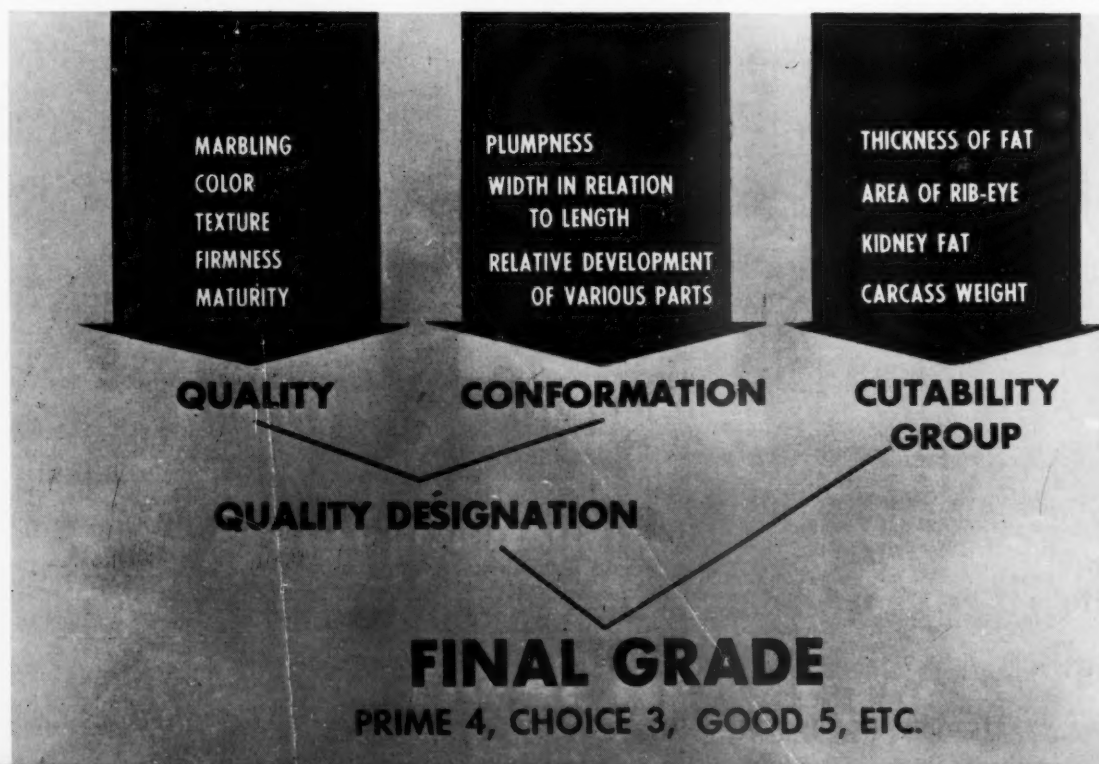 MARBLING
COLOR
TEXTURE
FIRMNESS
MATURITY
PLUMPNESS
WIDTH IN RELATION
TO LENGTH
RELATIVE DEVELOPMENT
OF VARIOUS PARTS
THICKNESS OF FAT
AREA OF RIB-EYE
KIDNEY FAT
CARCASS WEIGHT
QUALITY
CONFORMATION
CUTABILITY
GROUP
QUALITY DESIGNATION
FINAL GRADE
PRIME 4, CHOICE 3, GOOD 5, ETC.